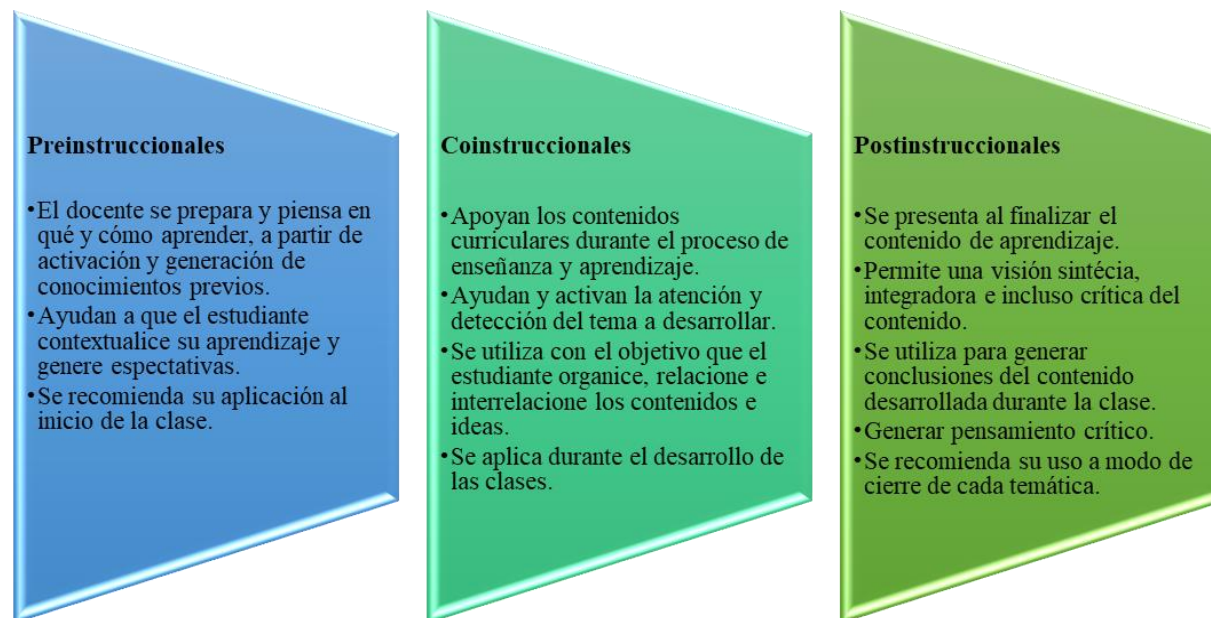 Preinstruccionales
•El docente se prepara y piensa en
qué y cómo aprender, a partir de
activación y generación de
conocimientos previos.
•Ayudan a que el estudiante
contextualice su aprendizaje y
genere espectativas.
•Se recomienda su aplicación al
inicio de la clase.
Coinstruccionales
•Apoyan los contenidos
curriculares durante el proceso de
enseñanza y aprendizaje.
•Ayudan y activan la atención y
detección del tema a desarrollar.
•Se utiliza con el objetivo que el
estudiante organice, relacione e
interrelacione los contenidos e
ideas.
•Se aplica durante el desarrollo de
las clases.
Postinstruccionales
•Se presenta al finalizar el
contenido de aprendizaje.
•Permite una visión sintécia,
integradora e incluso crítica del
contenido.
•Se utiliza para generar
conclusiones del contenido
desarrollada durante la clase.
•Generar pensamiento crítico.
•Se recomienda su uso a modo de
cierre de cada temática.